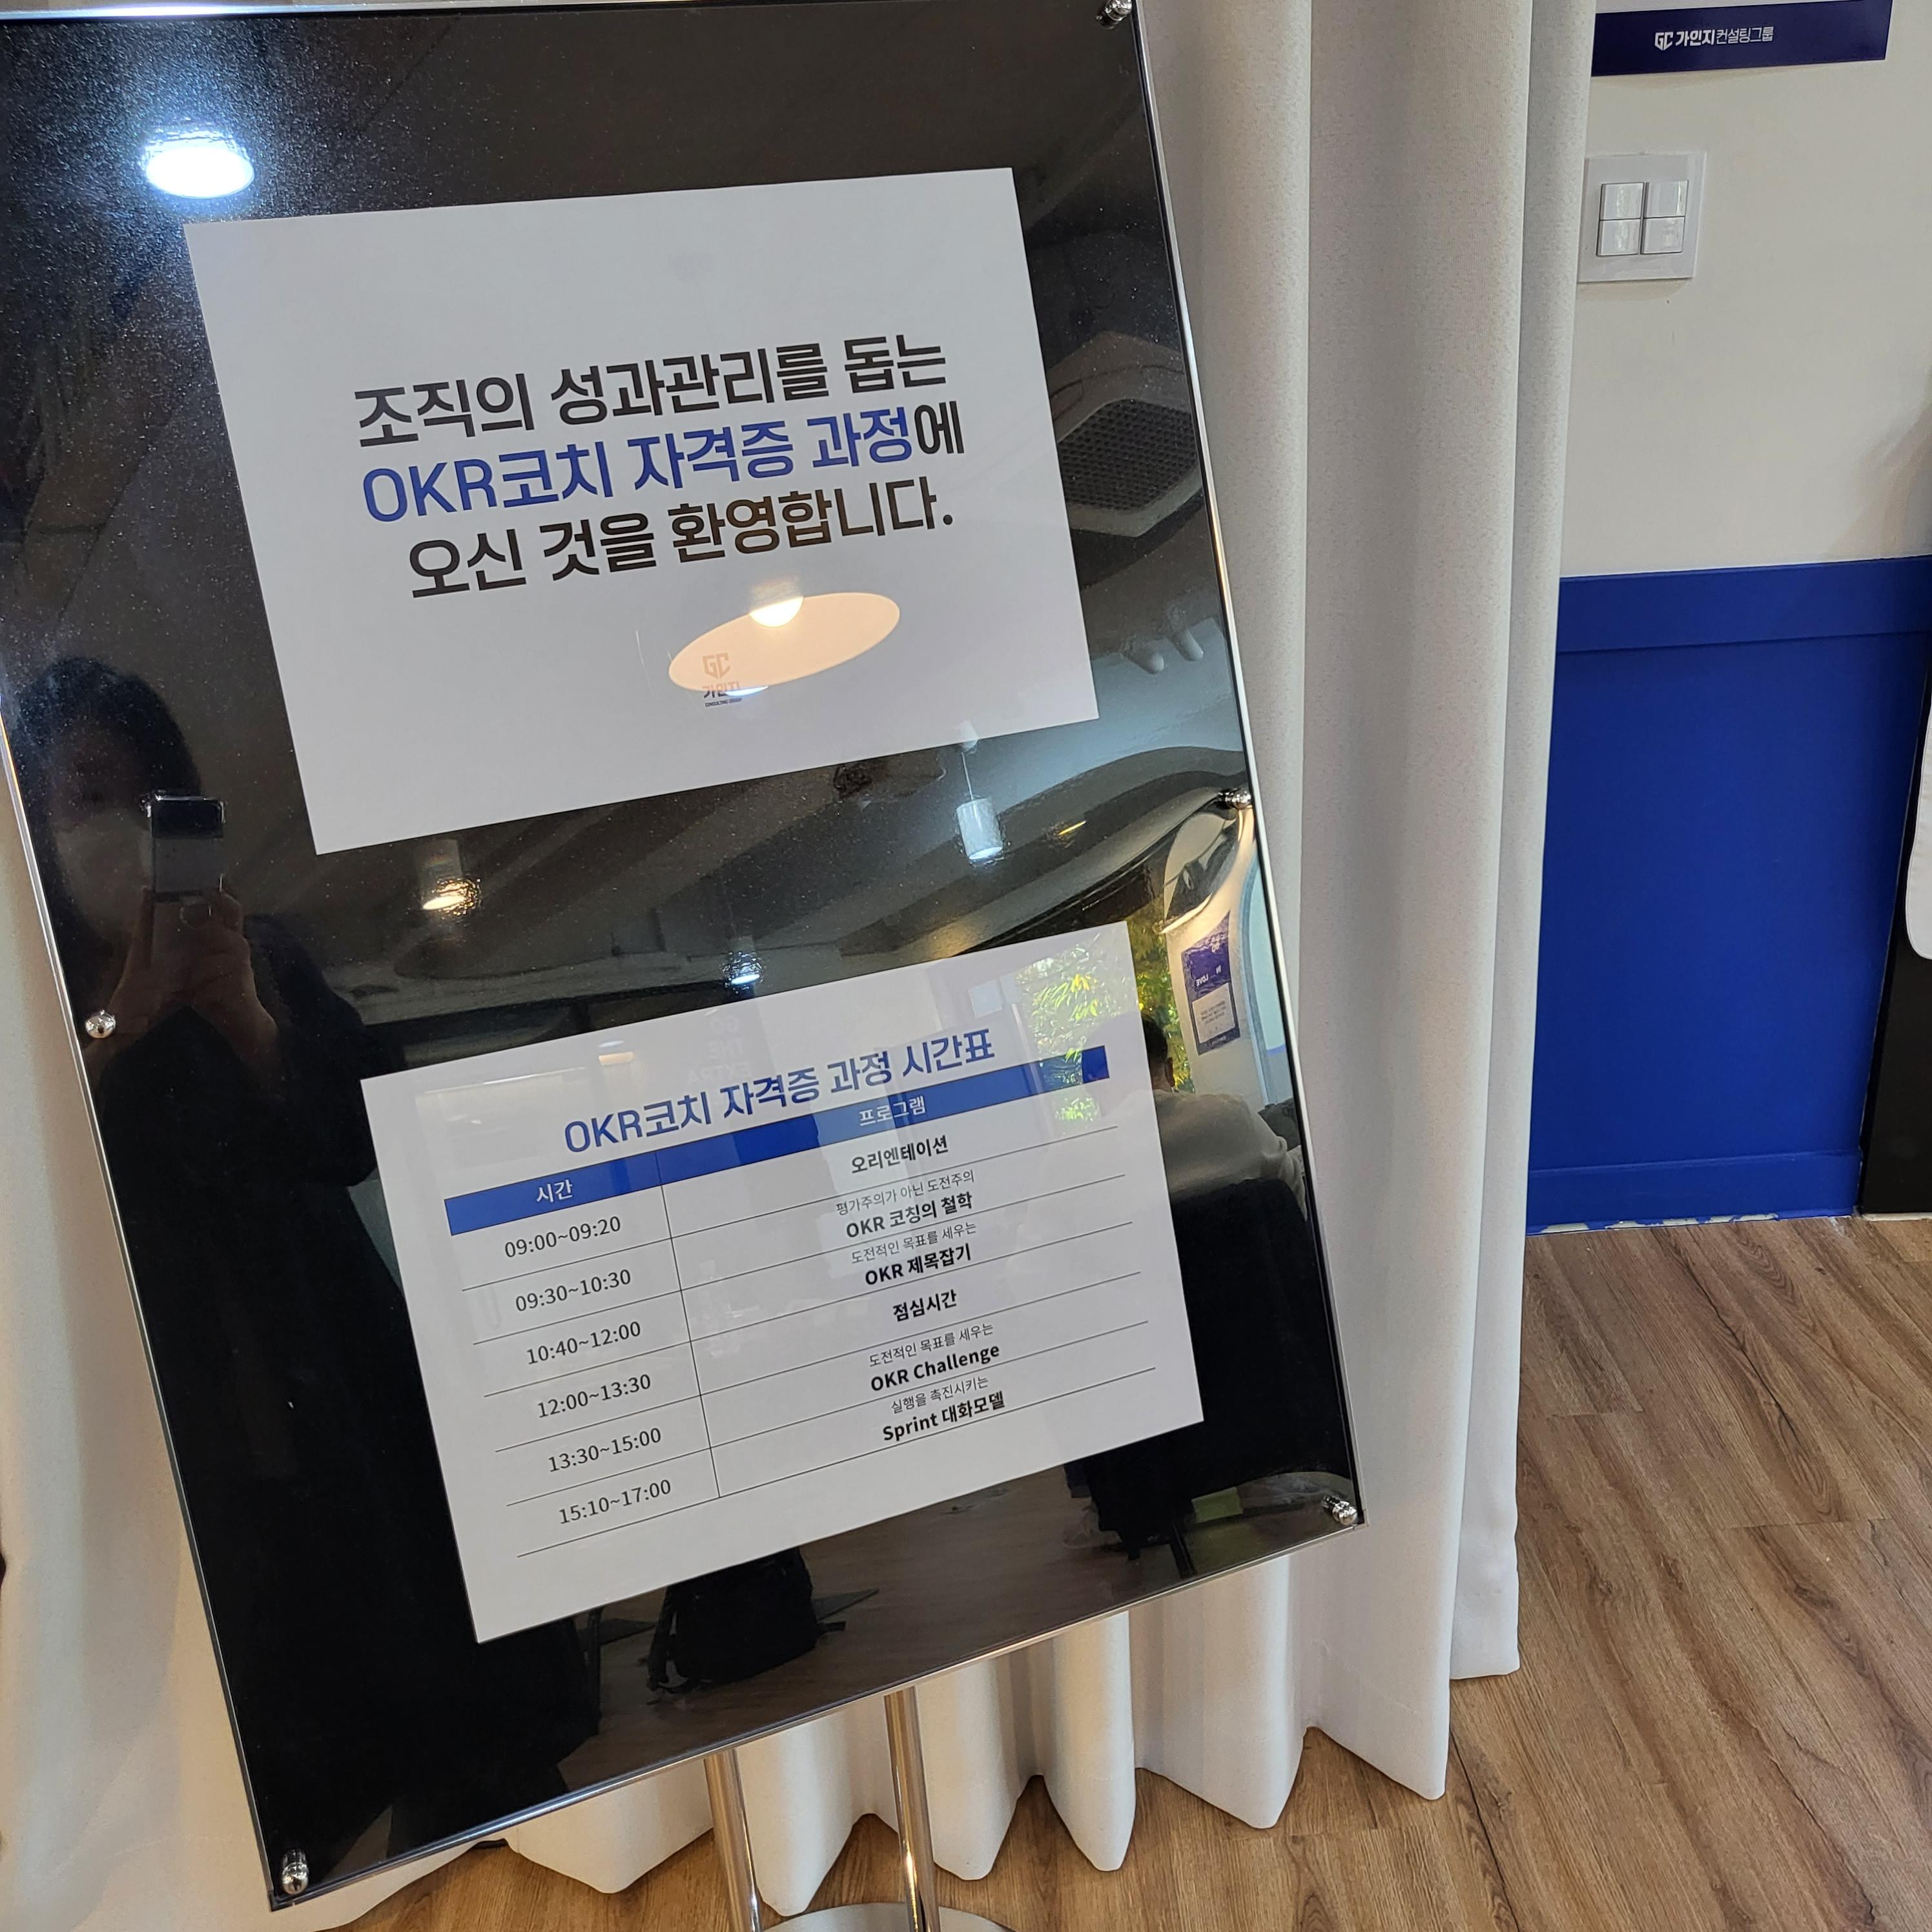 GC 가인지컨설팅그룹
조직의 성과관리를 돕는
OKR코치 자격증 과정에
오신 것을 환영합니다.
GC
가인지
CONSULTING GROUP
OKR코치 자격증 과정 시간표
시간 프로그램
09:00~09:20 오리엔테이션
평가주의가 아닌 도전주의
09:30~10:30 OKR 코칭의 철학
도전적인 목표를 세우는
10:40~12:00 OKR 제목잡기
12:00~13:30 점심시간
도전적인 목표를 세우는
13:30~15:00 OKR Challenge
실행을 촉진시키는
15:10~17:00 Sprint 대화모델